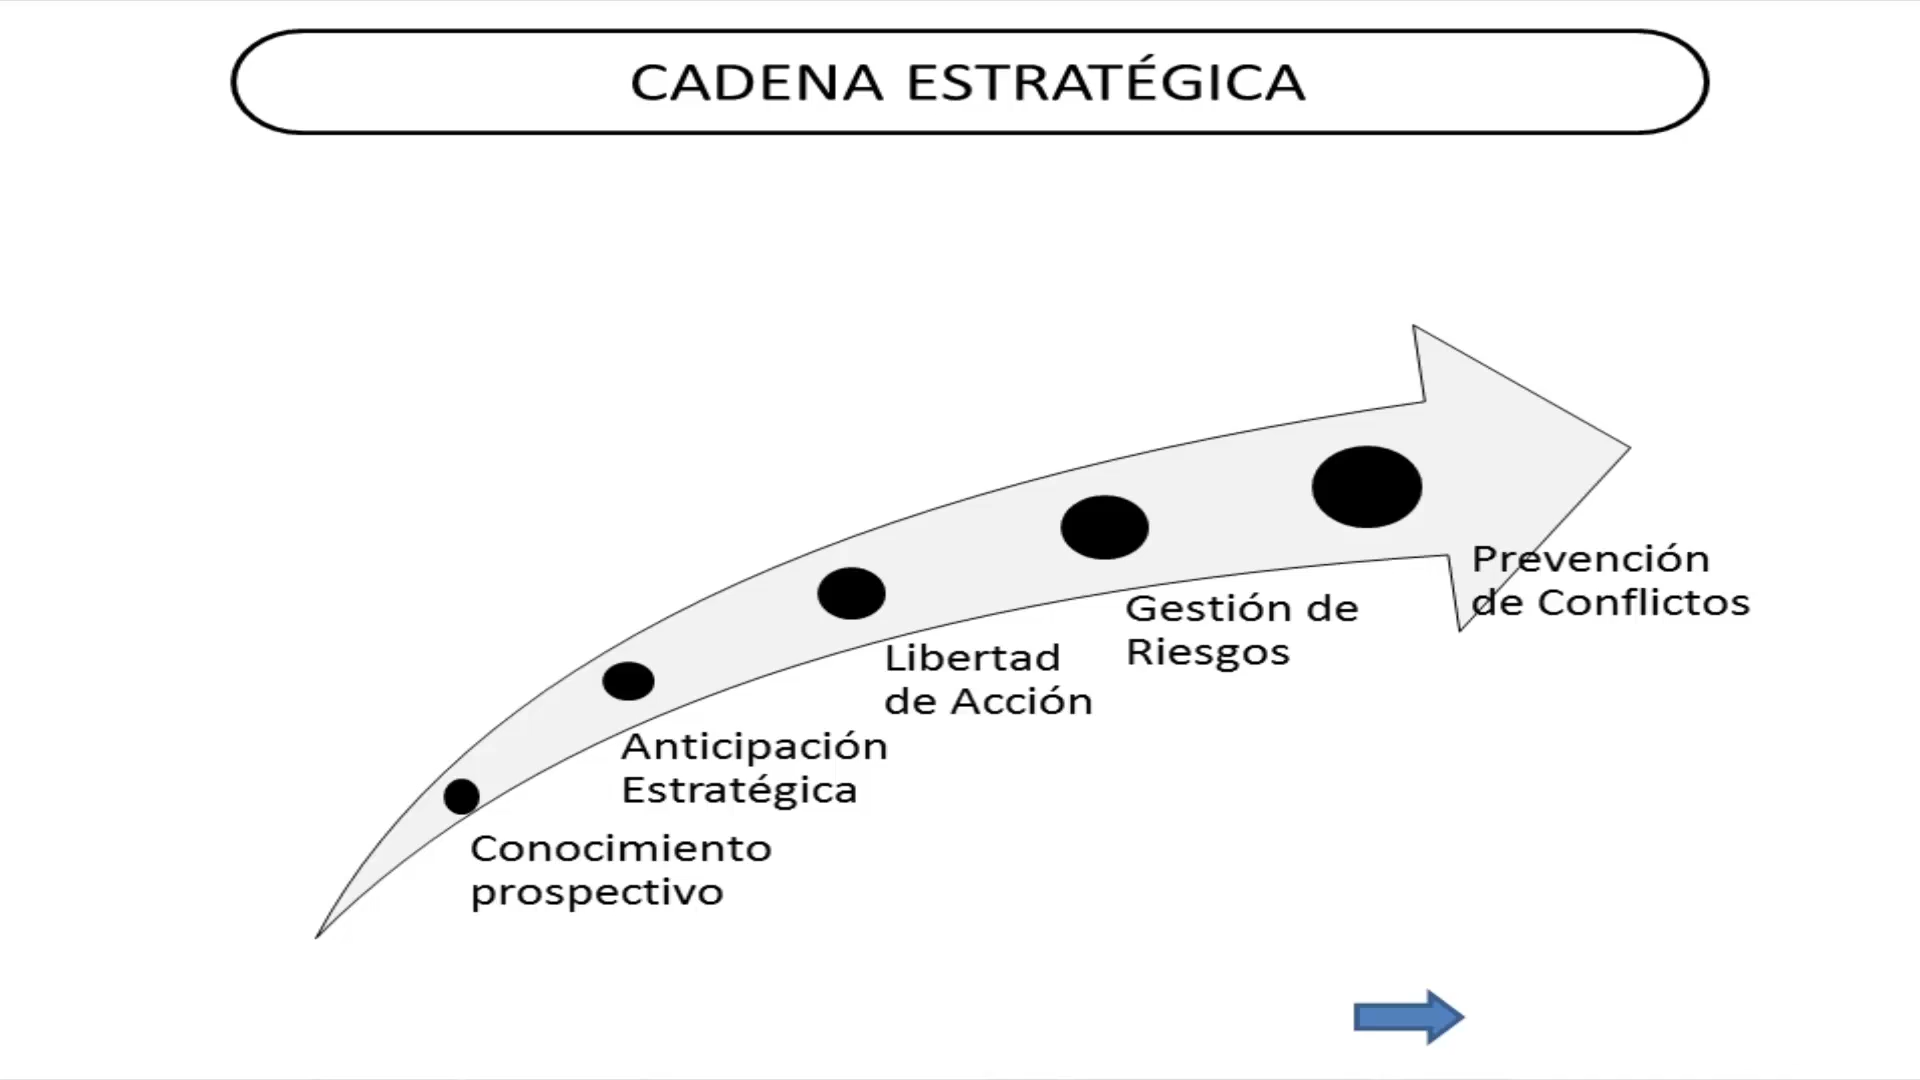 CADENA ESTRATÉGICA
Prevención
de Conflictos
Gestión de
Riesgos
Libertad
de Acción
Anticipación
Estratégica
Conocimiento
prospectivo